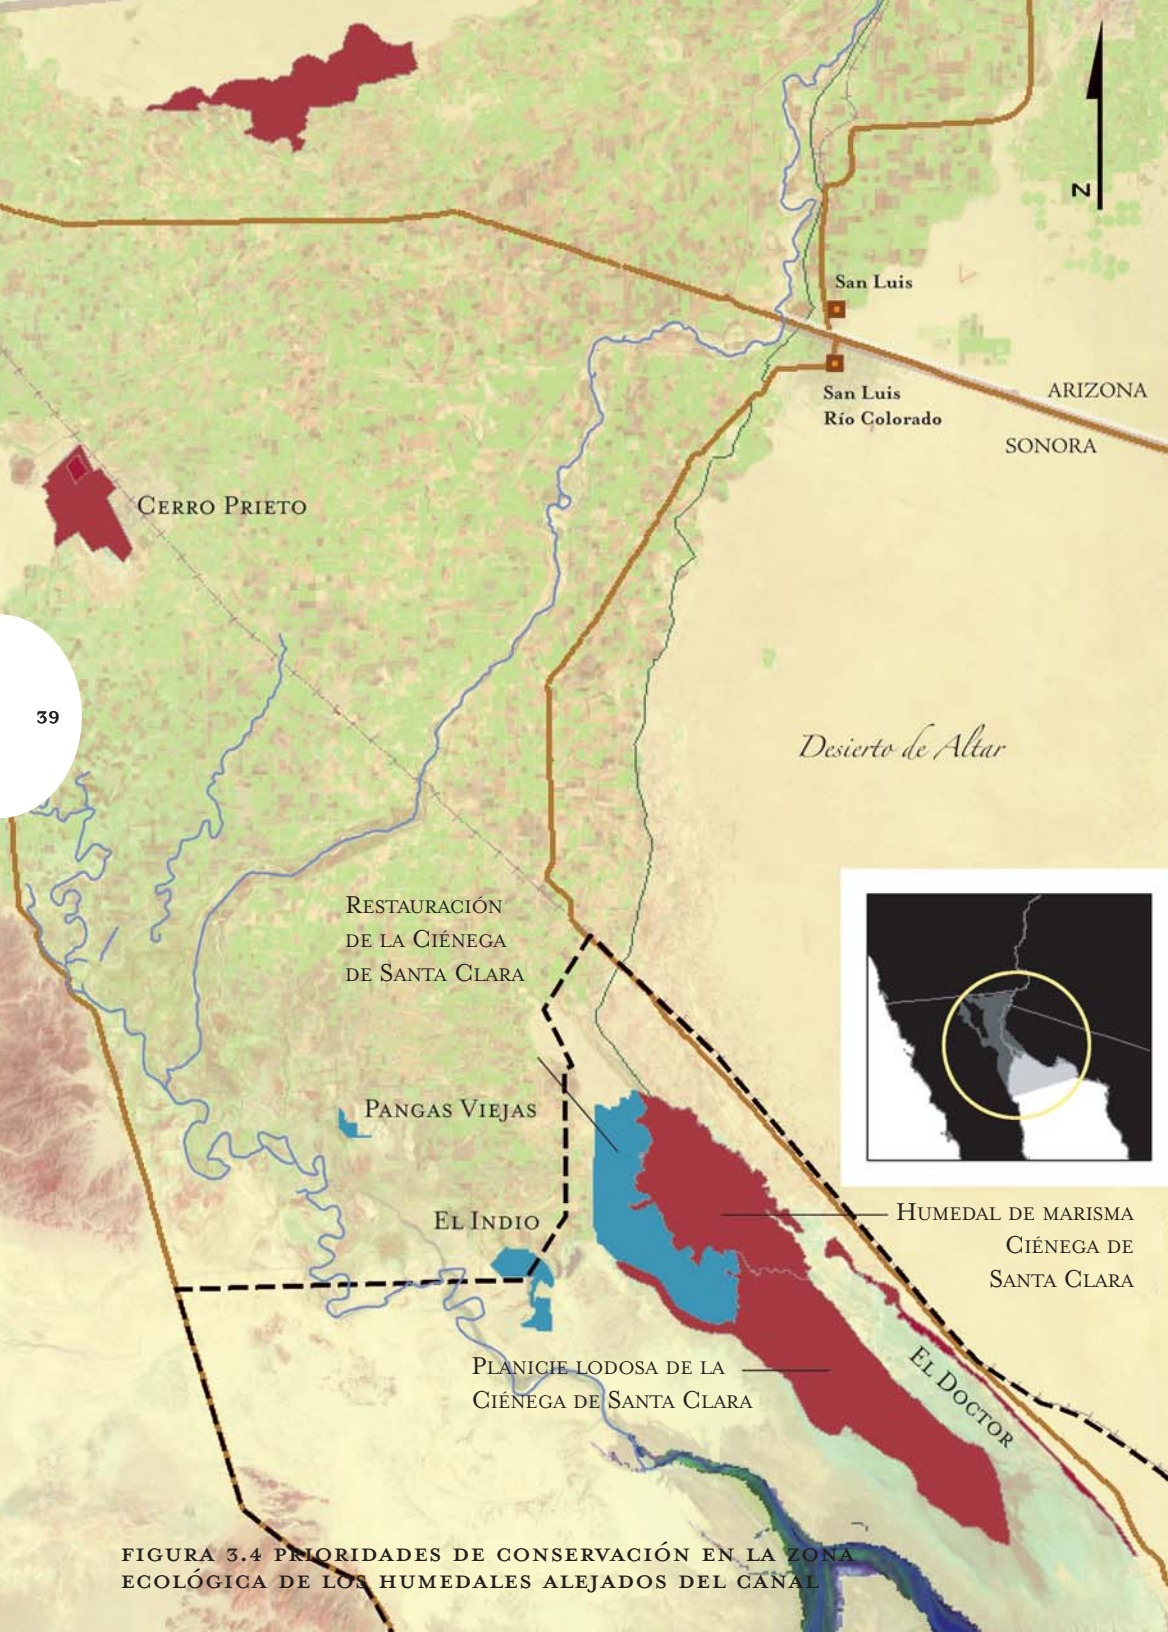 N
San Luis
San Luis
Río Colorado
ARIZONA
SONORA
CERRO PRIETO
39
Desierto de Altar
RESTAURACIÓN
DE LA CIÉNEGA
DE SANTA CLARA
PANGAS VIEJAS
EL INDIO
HUMEDAL DE MARISMA
CIÉNEGA DE
SANTA CLARA
PLANICIE LODOSA DE LA
CIÉNEGA DE SANTA CLARA
EL DOCTOR
FIGURA 3.4 PRIORIDADES DE CONSERVACIÓN EN LA ZONA
ECOLÓGICA DE LOS HUMEDALES ALEJADOS DEL CANAL